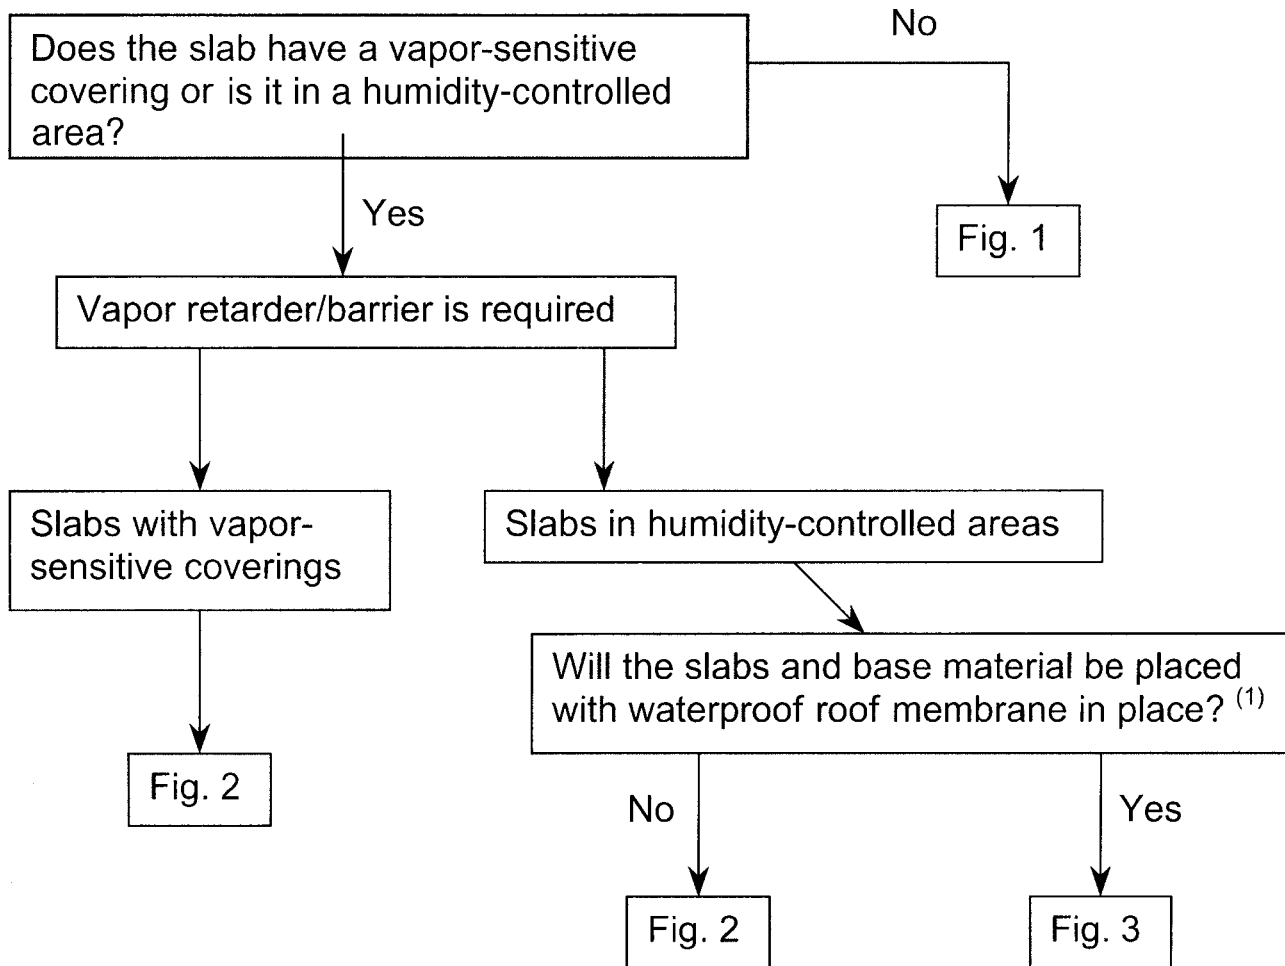 Does the slab have a vapor-sensitive
covering or is it in a humidity-controlled
area?
No
Yes
Fig. 1
Vapor retarder/barrier is required
Slabs with vapor-
sensitive coverings
Slabs in humidity-controlled areas
Will the slabs and base material be placed
with waterproof roof membrane in place? (1)
Fig. 2
No
Yes
Fig. 2
Fig. 3